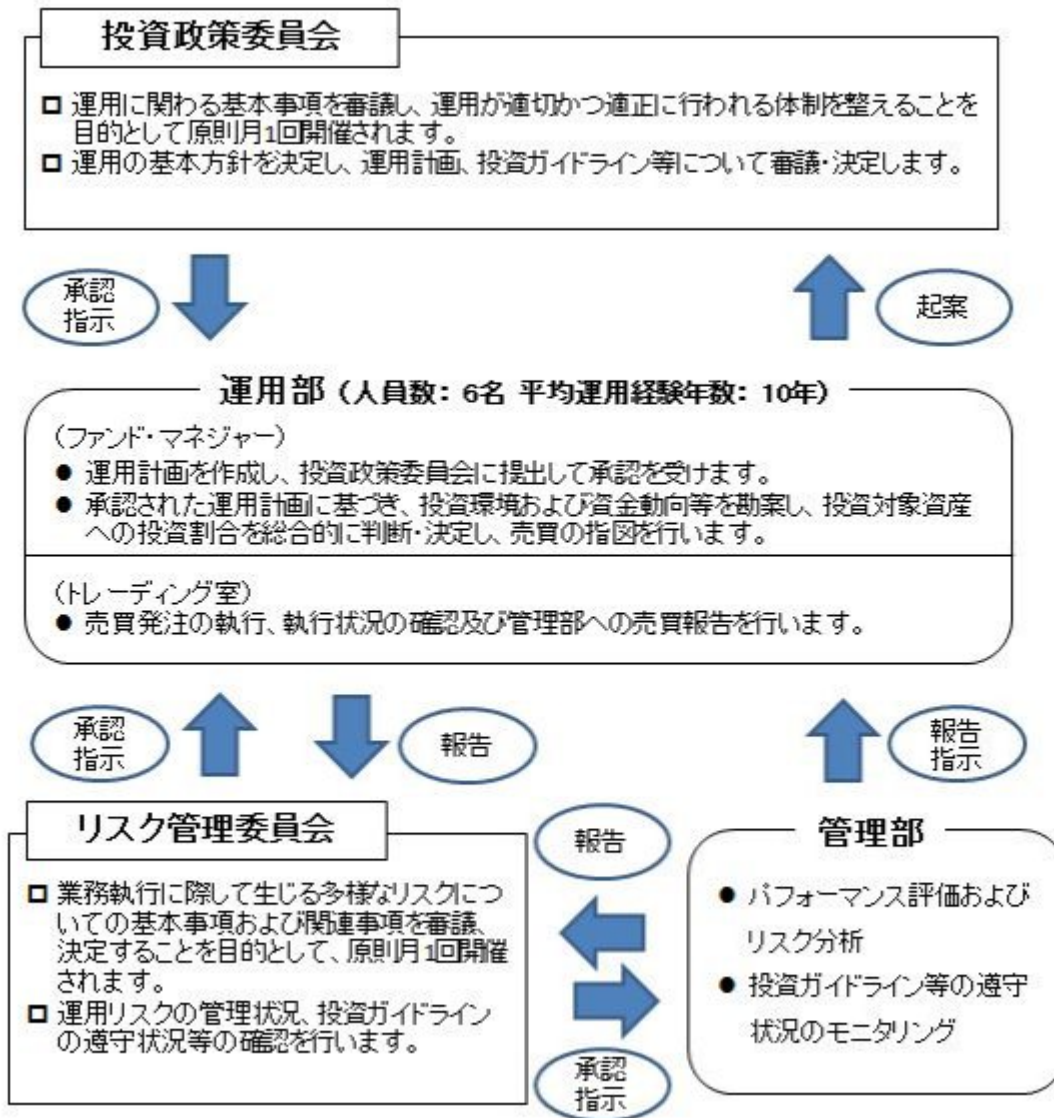 投資政策委員会
□ 運用に関わる基本事項を審議し、運用が適切かつ適正に行われる体制を整えることを
目的として原則月1回開催されます。
□ 運用の基本方針を決定し、運用計画、投資ガイドライン等について審議・決定します。
承認
指示
起案
運用部（人員数：6名 平均運用経験年数：10年）
（ファンド・マネジャー）
● 運用計画を作成し、投資政策委員会に提出して承認を受けます。
● 承認された運用計画に基づき、投資環境および資金動向等を勘案し、投資対象資産
への投資割合を総合的に判断・決定し、売買の指図を行います。
（トレーディング室）
● 売買発注の執行、執行状況の確認及び管理部への売買報告を行います。
承認
指示
報告
報告
指示
リスク管理委員会
□ 業務執行に際して生じる多様なリスクにつ
いての基本事項および関連事項を審議、
決定することを目的として、原則月1回開催
されます。
□ 運用リスクの管理状況、投資ガイドライン
の遵守状況等の確認を行います。
報告
承認
指示
管理部
● パフォーマンス評価および
リスク分析
● 投資ガイドライン等の遵守
状況のモニタリング